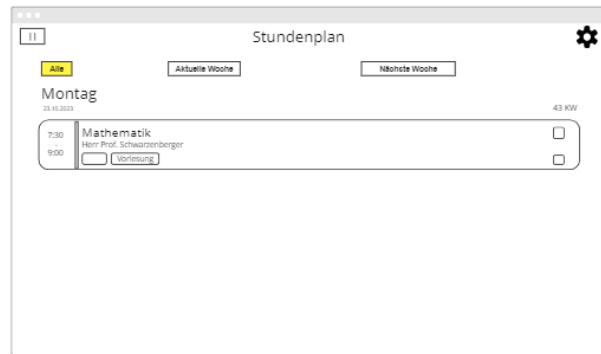 Stundenplan
Alle
Aktuelle Woche
Nächste Woche
Montag
23.10.2023
43 KW
7:30
-
9:00
Mathematik
Herr Prof. Schwarzenberger
Vorlesung